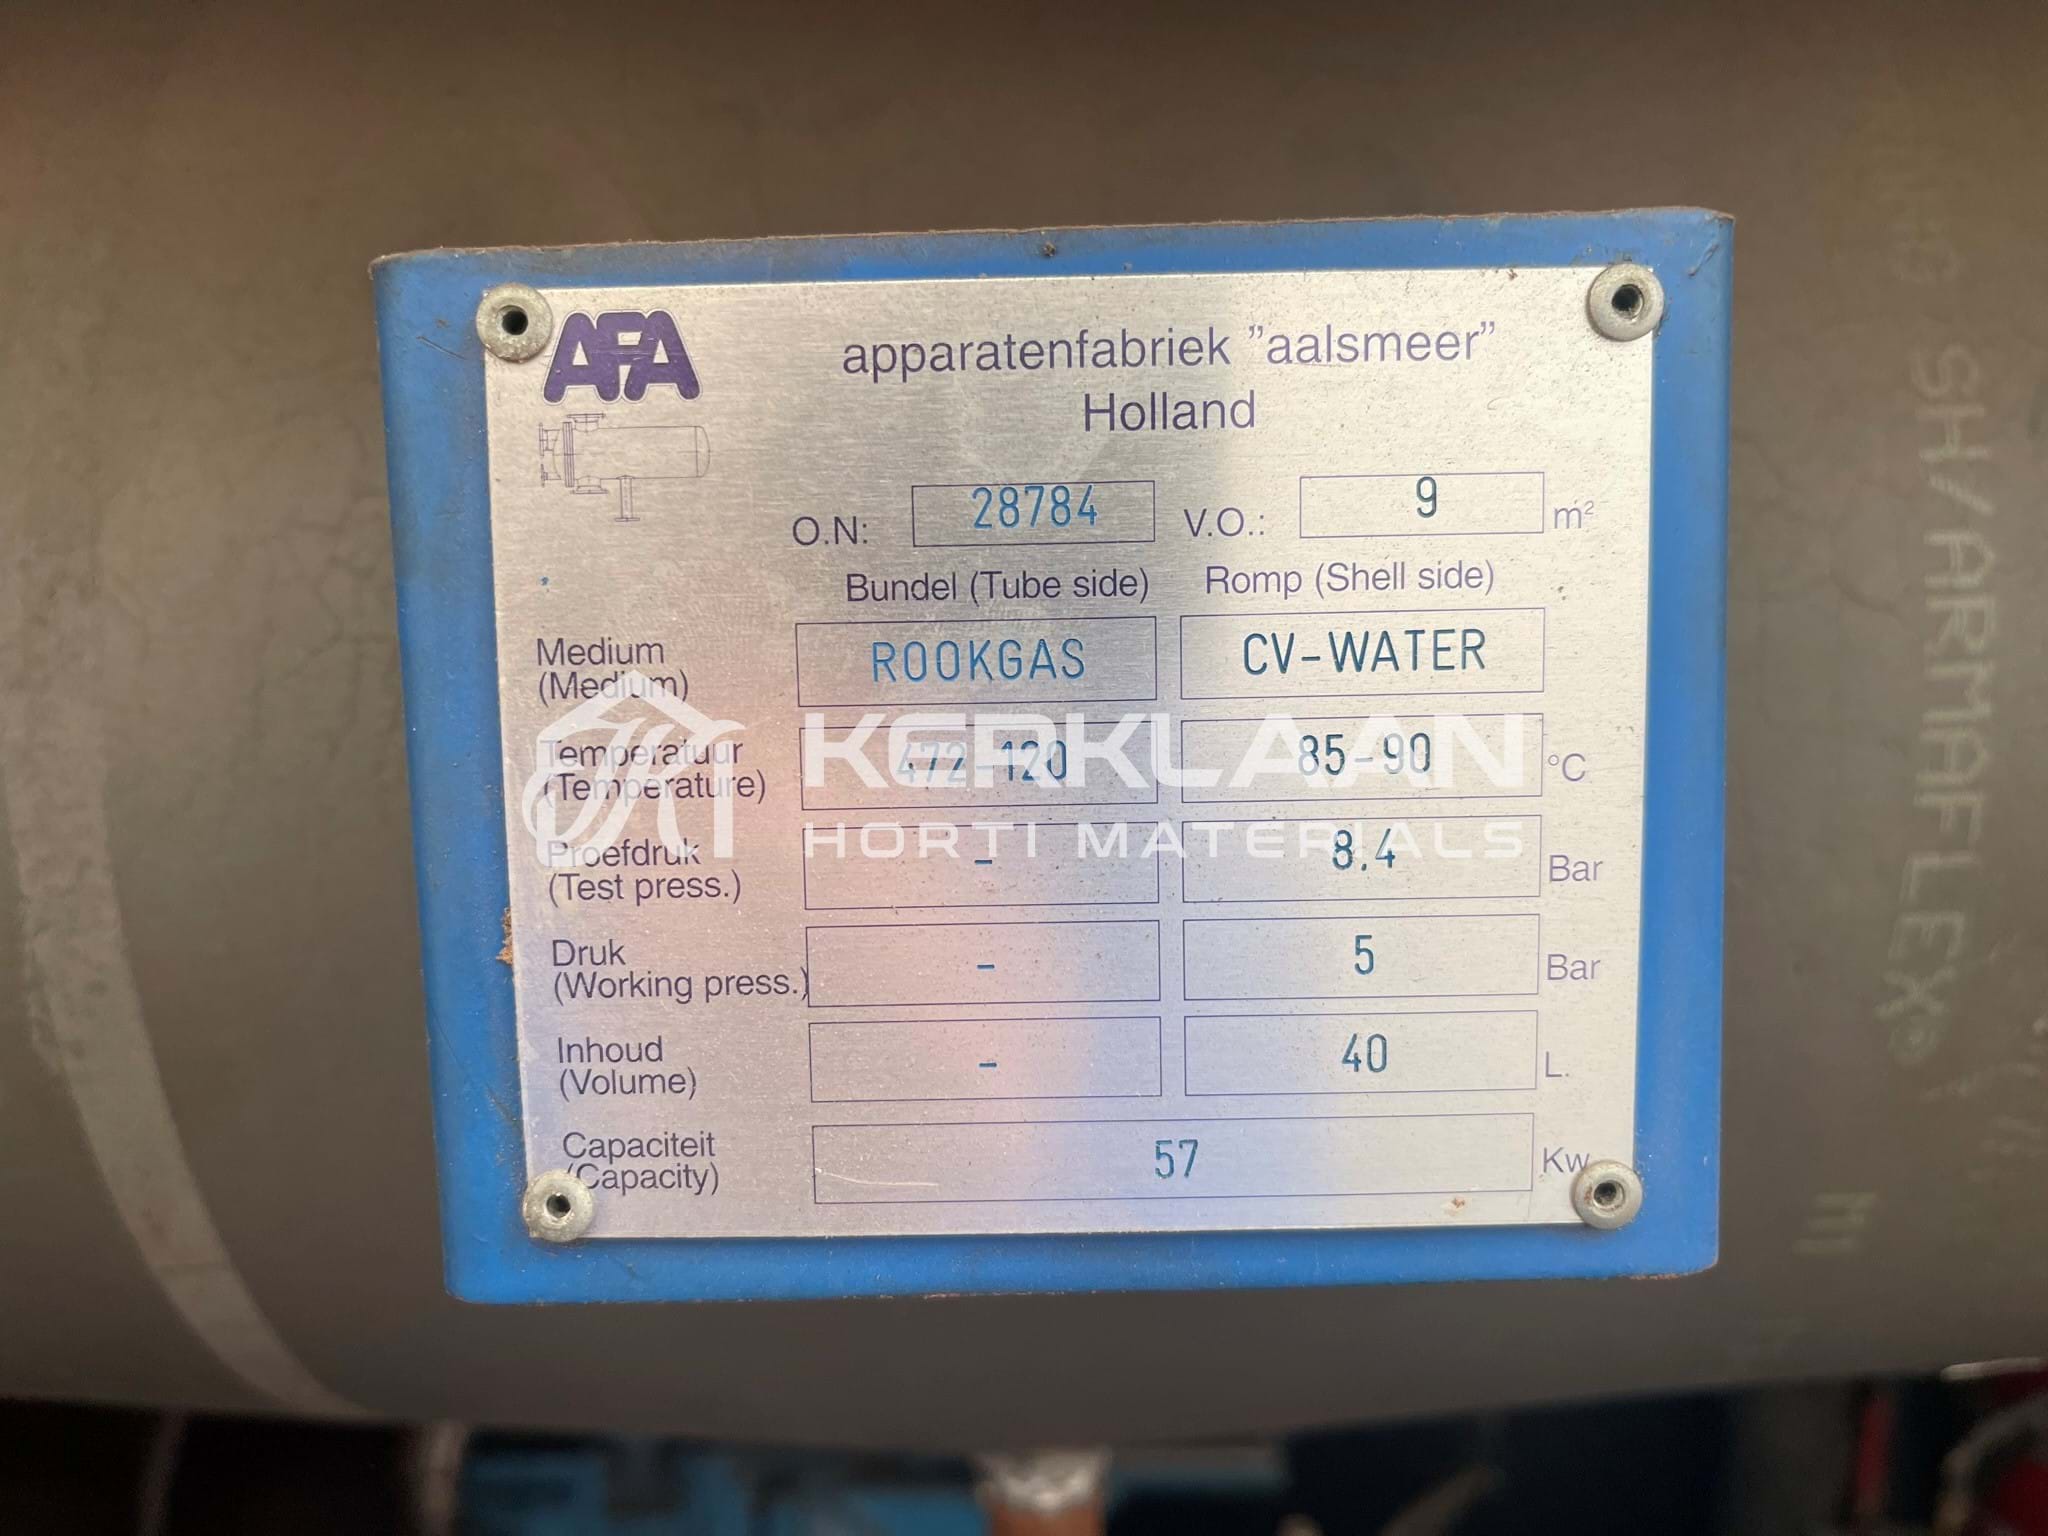 AFA
apparatenfabriek "aalsmeer"
Holland
O.N: 28784 V.O.: 9 m²
Bundel (Tube side) Romp (Shell side)
Medium
(Medium) ROOKGAS CV-WATER
Temperatuur
(Temperature) 472-120 85-90 °C
Proefdruk
(Test press.) - 8.4 Bar
Druk
(Working press.) - 5 Bar
Inhoud
(Volume) - 40 L.
Capaciteit
(Capacity) 57 Kw
KERKLAAN
HORTI MATERIALS
SH/ARMAFLEX®